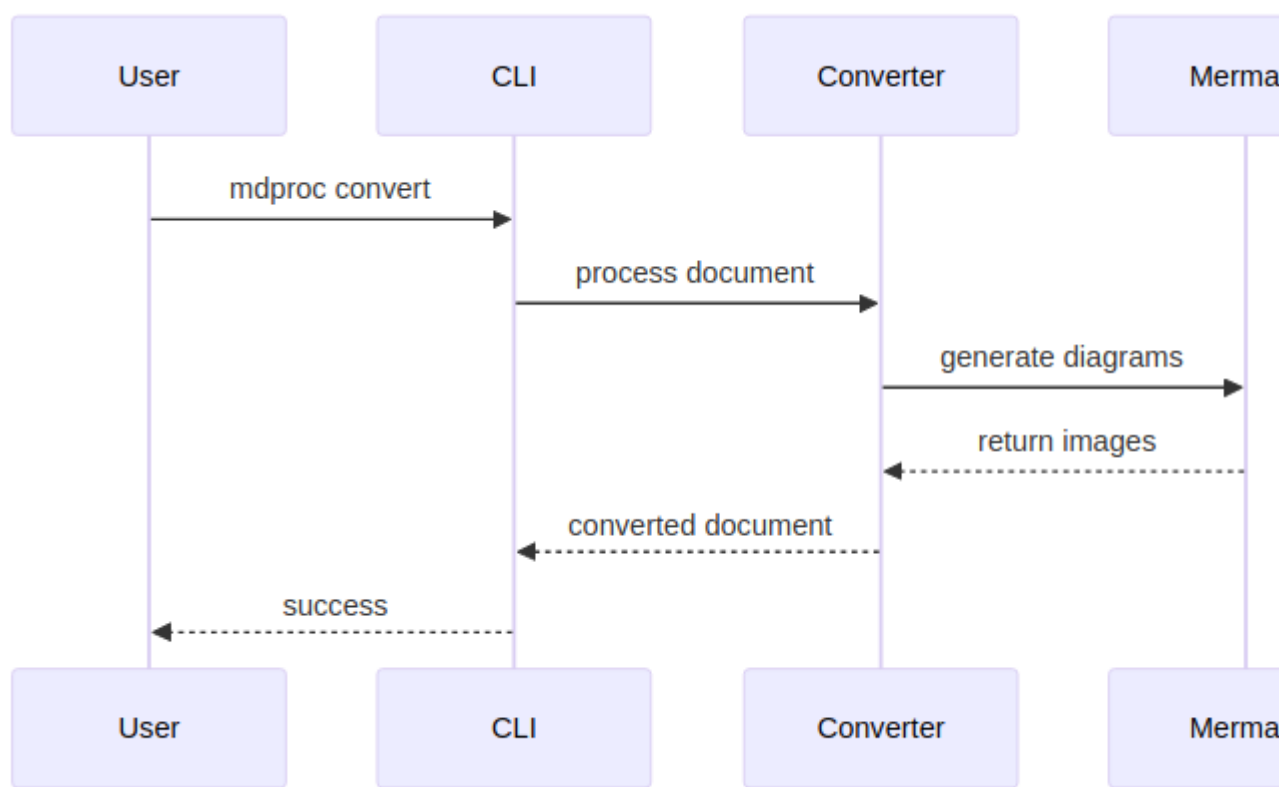 User
CLI
Converter
Merma
mdproc convert
process document
generate diagrams
return images
converted document
success
User
CLI
Converter
Merma